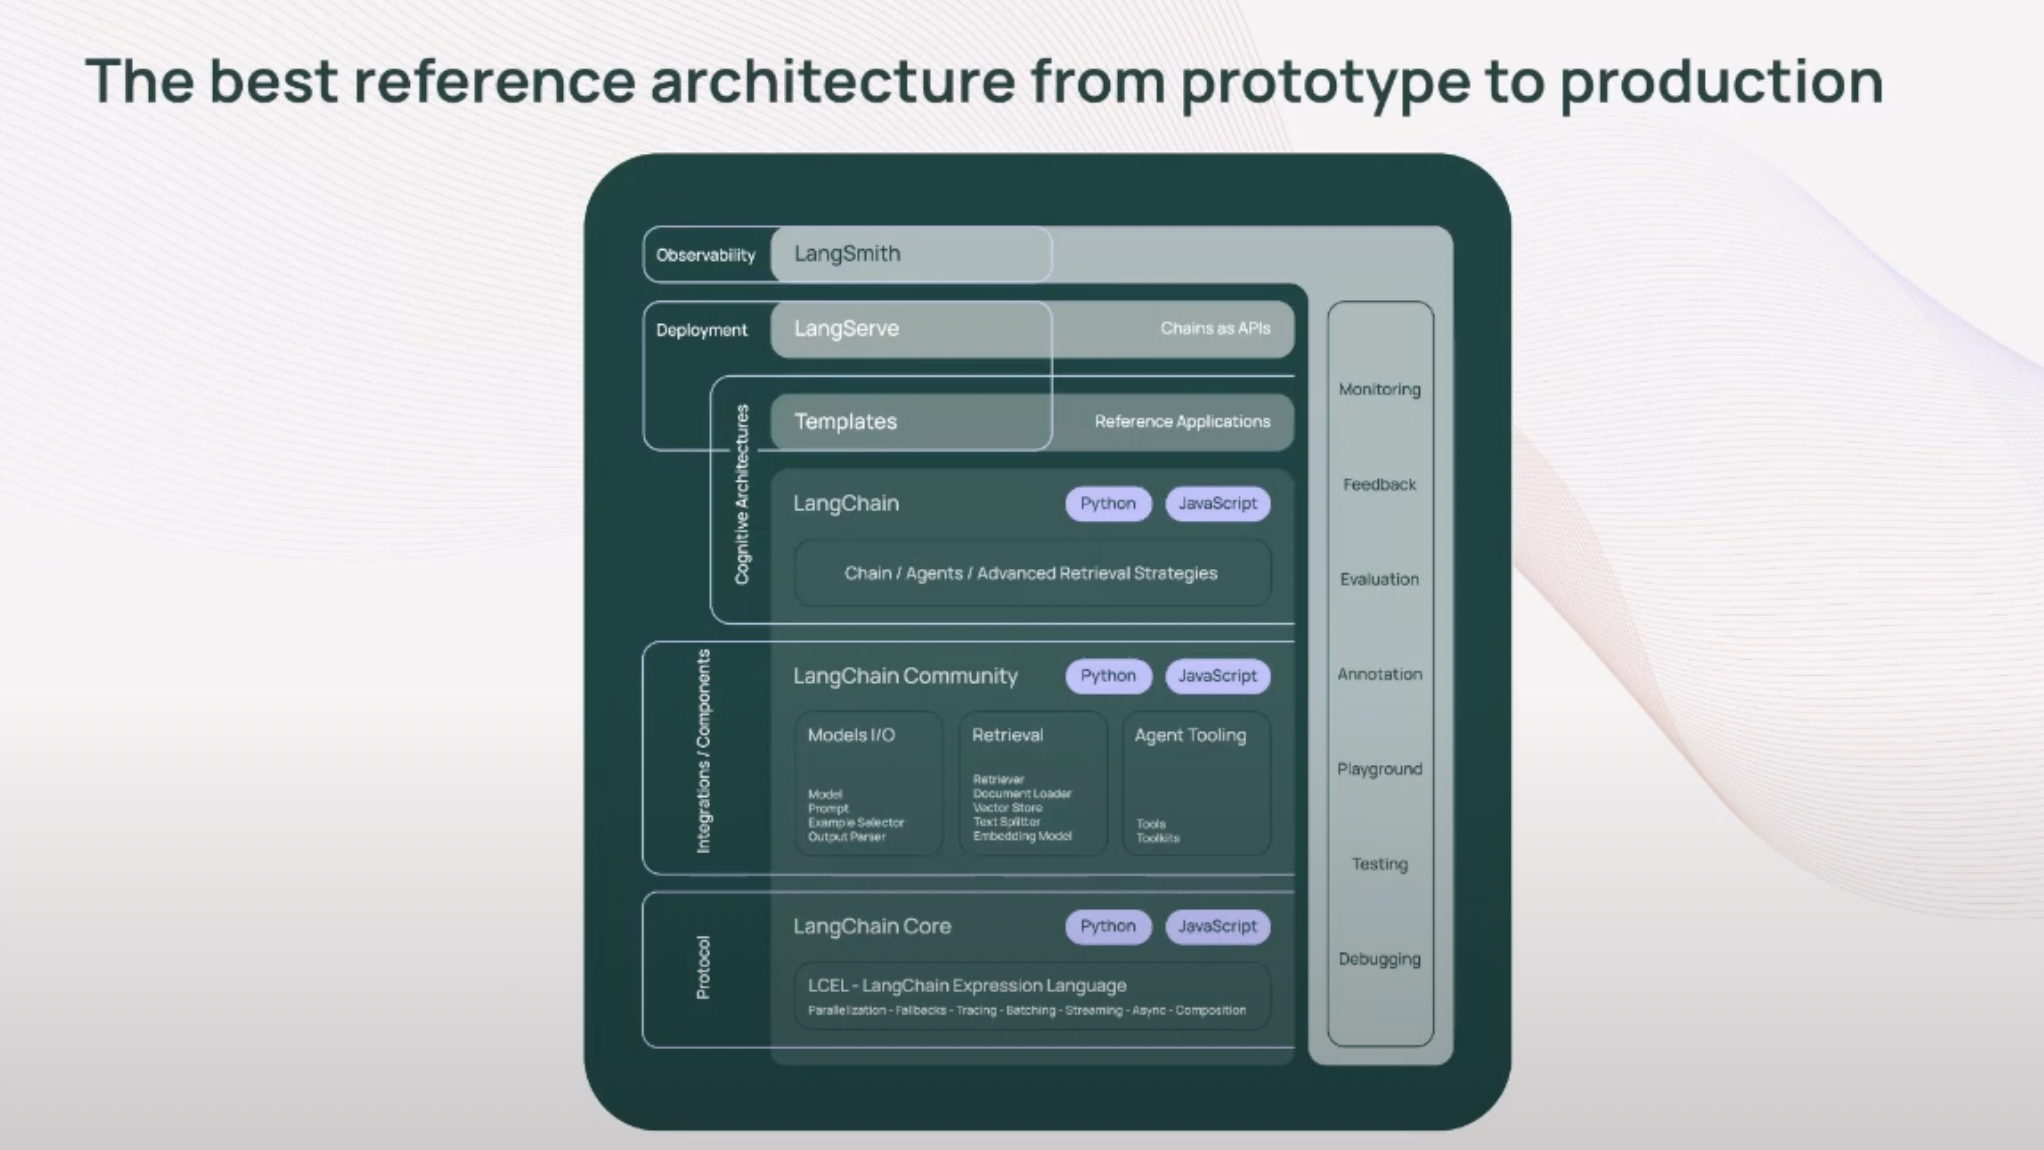 The best reference architecture from prototype to production
Observability
LangSmith
Deployment
LangServe
Chains as APIs
Cognitive Architectures
Templates
Reference Applications
LangChain
Python
JavaScript
Chain / Agents / Advanced Retrieval Strategies
Integrations / Components
LangChain Community
Python
JavaScript
Models I/O
Model
Prompt
Example Selector
Output Parser
Retrieval
Retriever
Document Loader
Vector Store
Text Splitter
Embedding Model
Agent Tooling
Tools
Toolkits
Protocol
LangChain Core
Python
JavaScript
LCEL - LangChain Expression Language
Parallelization - Fallbacks - Tracing - Batching - Streaming - Async - Composition
Monitoring
Feedback
Evaluation
Annotation
Playground
Testing
Debugging